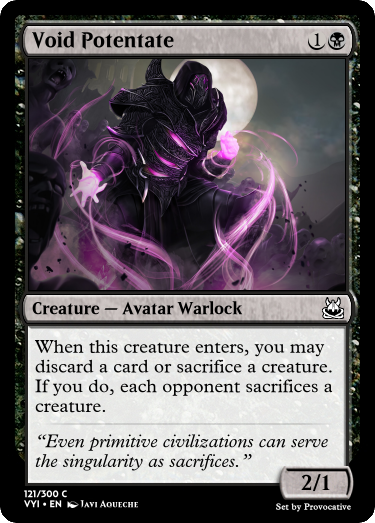 Void Potentate 1
Creature — Avatar Warlock
When this creature enters, you may
discard a card or sacrifice a creature.
If you do, each opponent sacrifices a
creature.
“Even primitive civilizations can serve
the singularity as sacrifices.”
2/1
121/300 C
VYI • EN Javi Aoueche
Set by Provocative